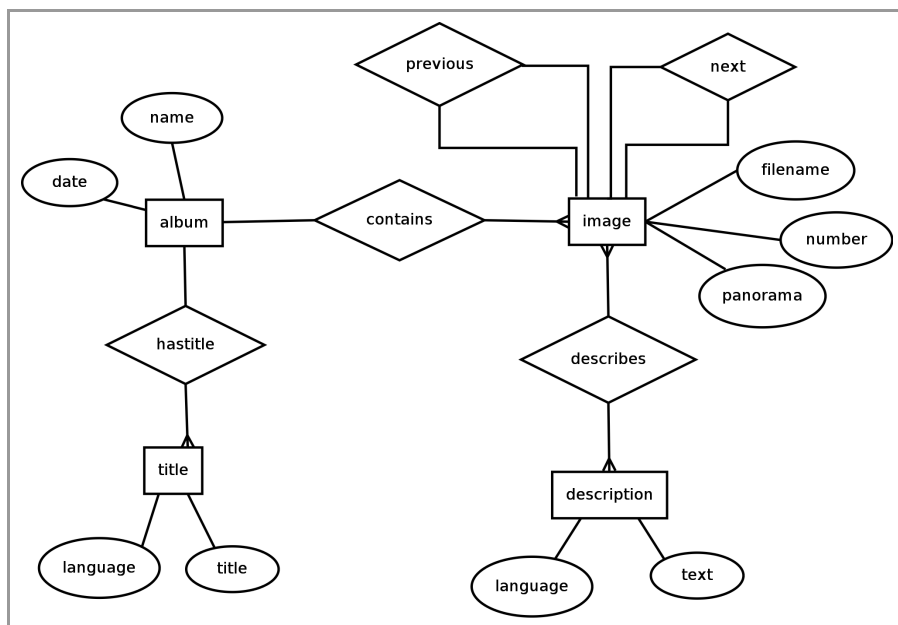 previous
next
name
filename
date
album
contains
image
number
panorama
hastitle
describes
title
description
language
title
language
text